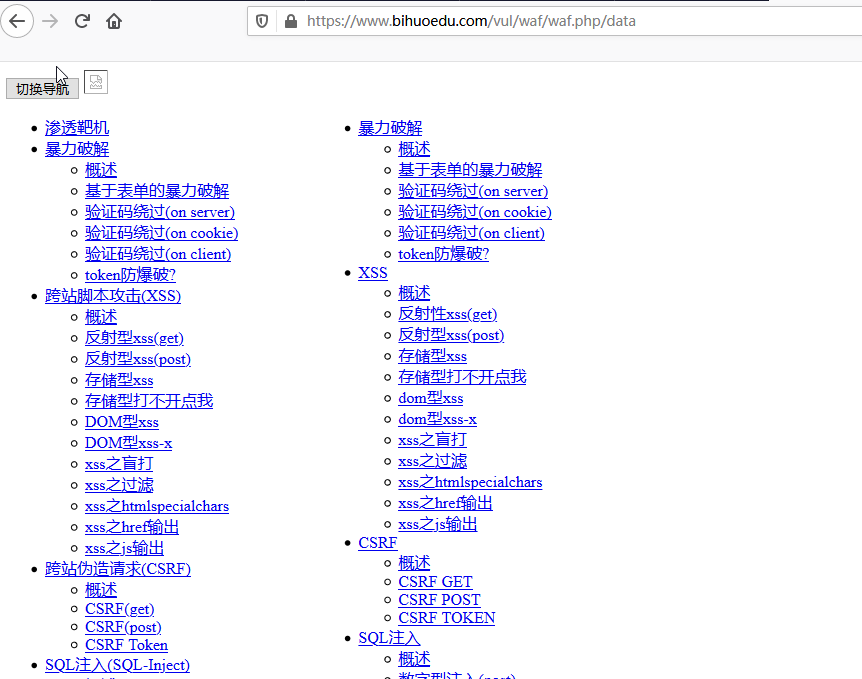 https://www.bihuoedu.com/vul/waf/waf.php/data
切换导航
渗透靶机
暴力破解
概述
基于表单的暴力破解
验证码绕过(on server)
验证码绕过(on cookie)
验证码绕过(on client)
token防爆破?
跨站脚本攻击(XSS)
概述
反射型xss(get)
反射型xss(post)
存储型xss
存储型打不开点我
DOM型xss
DOM型xss-x
xss之盲打
xss之过滤
xss之htmlspecialchars
xss之href输出
xss之js输出
跨站伪造请求(CSRF)
概述
CSRF(get)
CSRF(post)
CSRF Token
SQL注入(SQL-Inject)
暴力破解
概述
基于表单的暴力破解
验证码绕过(on server)
验证码绕过(on cookie)
验证码绕过(on client)
token防爆破?
XSS
概述
反射性xss(get)
反射型xss(post)
存储型xss
存储型打不开点我
dom型xss
dom型xss-x
xss之盲打
xss之过滤
xss之htmlspecialchars
xss之href输出
xss之js输出
CSRF
概述
CSRF GET
CSRF POST
CSRF TOKEN
SQL注入
概述
数字型注入(post)